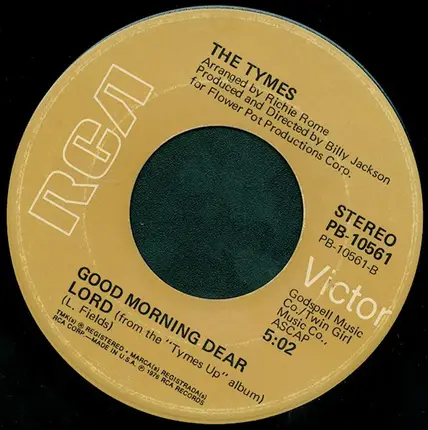 RCA
THE TYMES
Arranged by Richie Rome
Produced and Directed by Billy Jackson
for Flower Pot Productions Corp.
STEREO
PB-10561
PB-10561-B
Victor
Godspell Music
Co./Twin Girl
Music Co.,
ASCAP
5:02
GOOD MORNING DEAR
LORD (from the "Tymes Up" album)
(L. Fields)
TMK(s) ® REGISTERED • MARCA(s) REGISTRADA(s)
RCA CORP.—MADE IN U.S.A. ℗ 1976 RCA RECORDS